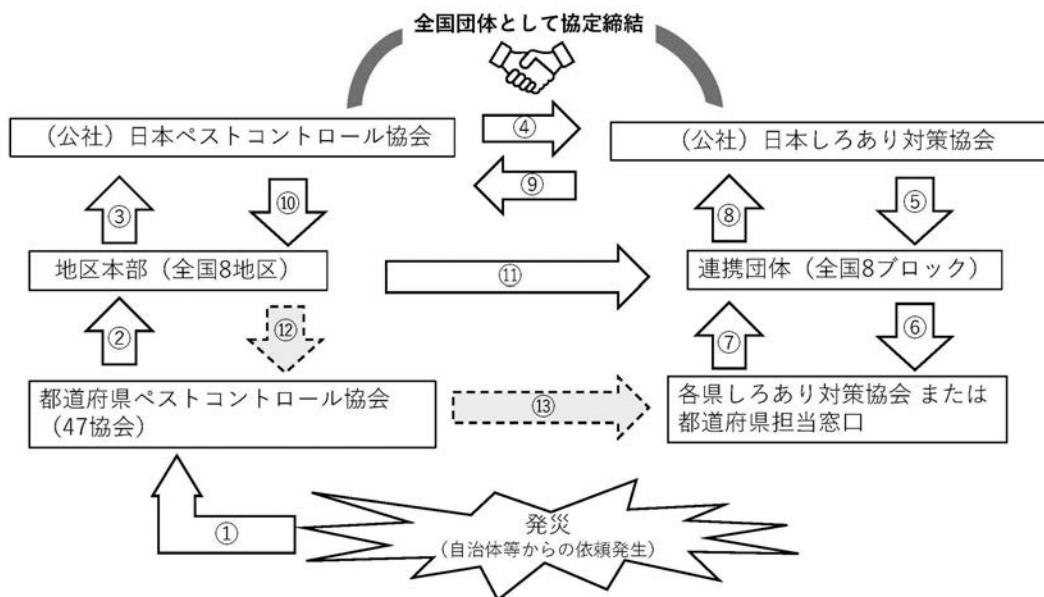 全国団体として協定締結
(公社)日本ペストコントロール協会
④
(公社)日本しろあり対策協会
⑨
③
⑩
⑧
⑤
地区本部(全国8地区)
⑪
連携団体(全国8ブロック)
②
⑫
⑦
⑥
都道府県ペストコントロール協会
(47協会)
⑬
各県しろあり対策協会 または
都道府県担当窓口
①
発災
(自治体等からの依頼発生)